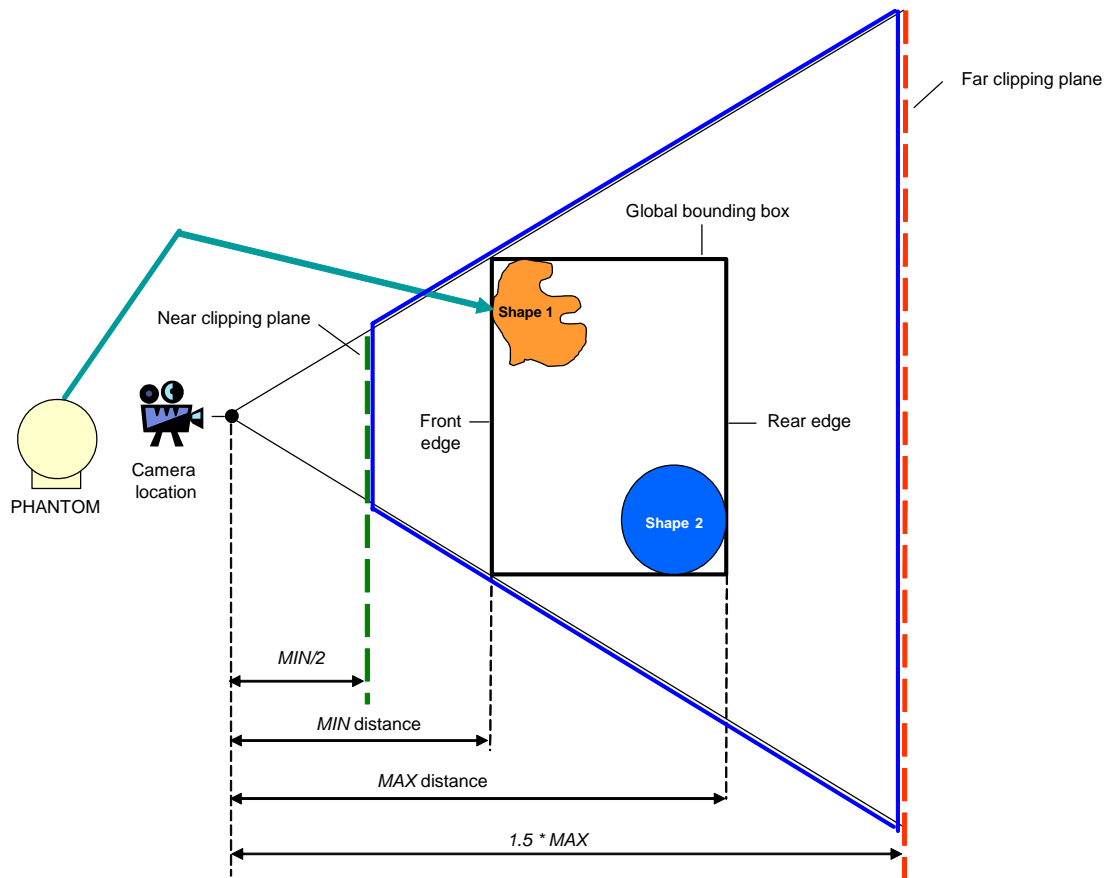 Far clipping plane
Global bounding box
Shape 1
Near clipping plane
Front
edge
Rear edge
Camera
location
PHANTOM
Shape 2
MIN/2
MIN distance
MAX distance
1.5 * MAX